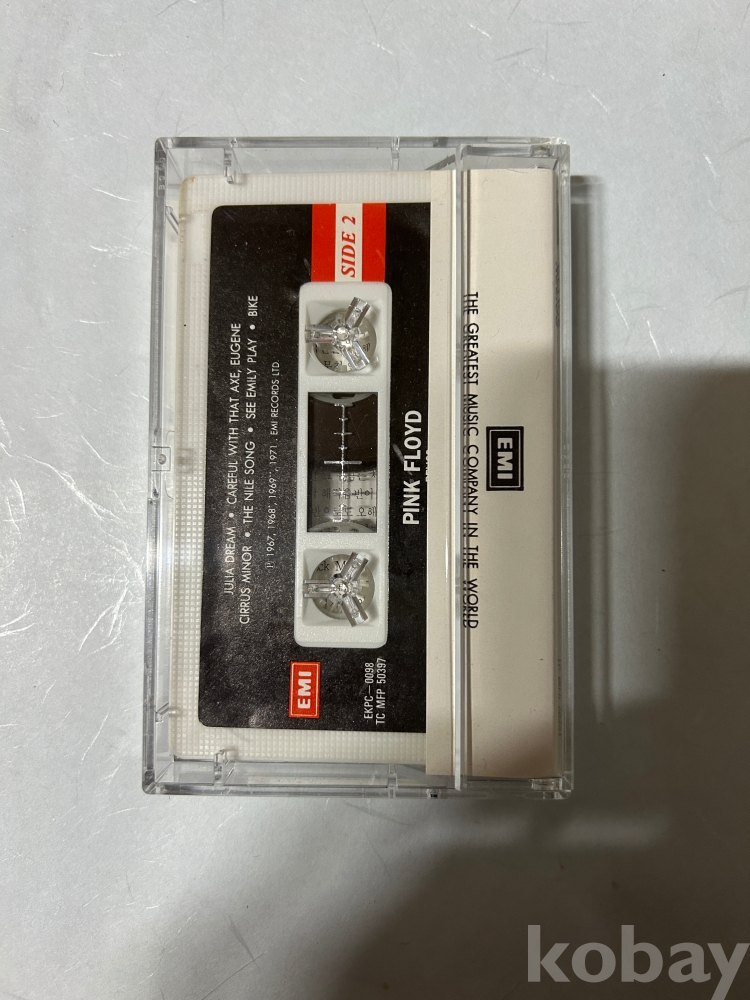 SIDE 2
JULIA DREAM • CAREFUL WITH THAT AXE, EUGENE
CIRRUS MINOR • THE NILE SONG • SEE EMILY PLAY • BIKE
℗ 1967, 1968", 1969", 1971. EMI RECORDS LTD.
EMI
EKPC-0098
TC MFP 50397
PINK FLOYD
THE GREATEST MUSIC COMPANY IN THE WORLD
EMI
kobay